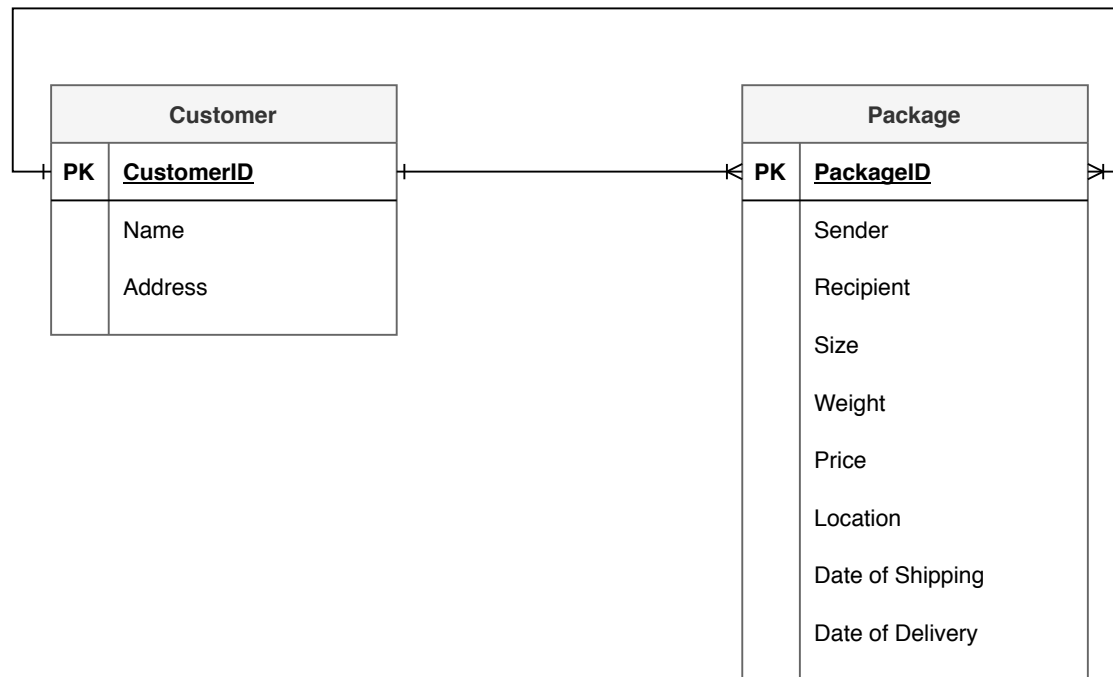 Customer
PK CustomerID
Name
Address
Package
PK PackageID
Sender
Recipient
Size
Weight
Price
Location
Date of Shipping
Date of Delivery